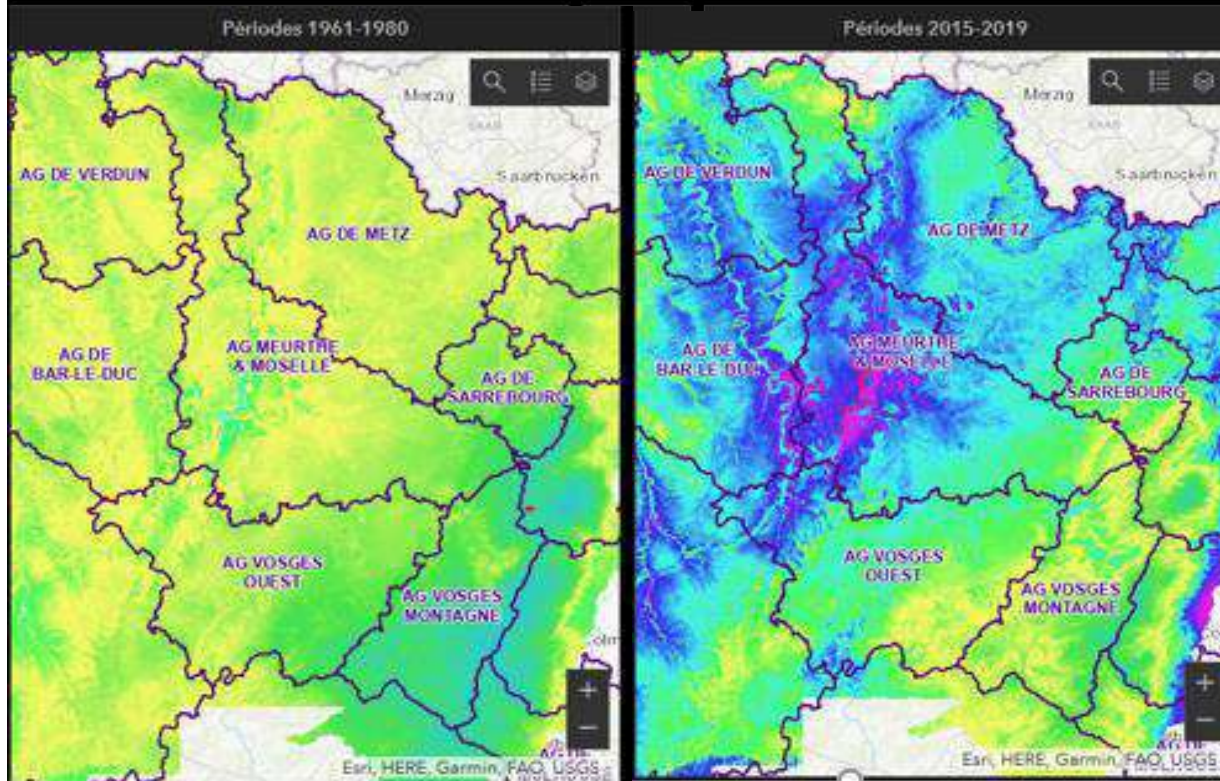 Périodes 1961-1980
Merzig
Saarbrücken
AG DE VERDUN
AG DE METZ
AG DE
BAR-LE-DUC
AG MEURTHE
& MOSELLE
AG DE
SARREBOURG
AG VOSGES
OUEST
AG VOSGES
MONTAGNE
Esri, HERE, Garmin, FAO, USGS
Périodes 2015-2019
Merzig
Saarbrücken
AG DE VERDUN
AG DE METZ
AG DE
BAR-LE-DUC
AG MEURTHE
& MOSELLE
AG DE
SARREBOURG
AG VOSGES
OUEST
AG VOSGES
MONTAGNE
Esri, HERE, Garmin, FAO, USGS